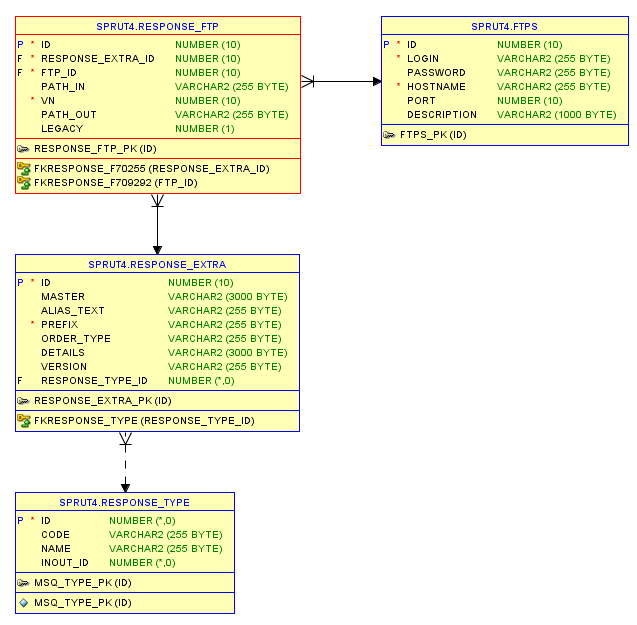 SPRUT4.RESPONSE_FTP
P * ID NUMBER (10)
F * RESPONSE_EXTRA_ID NUMBER (10)
F * FTP_ID NUMBER (10)
PATH_IN VARCHAR2 (255 BYTE)
* VN NUMBER (10)
PATH_OUT VARCHAR2 (255 BYTE)
LEGACY NUMBER (1)
RESPONSE_FTP_PK (ID)
FKRESPONSE_F70255 (RESPONSE_EXTRA_ID)
FKRESPONSE_F709292 (FTP_ID)
SPRUT4.FTPS
P * ID NUMBER (10)
* LOGIN VARCHAR2 (255 BYTE)
PASSWORD VARCHAR2 (255 BYTE)
* HOSTNAME VARCHAR2 (255 BYTE)
PORT NUMBER (10)
DESCRIPTION VARCHAR2 (1000 BYTE)
FTPS_PK (ID)
SPRUT4.RESPONSE_EXTRA
P * ID NUMBER (10)
MASTER VARCHAR2 (3000 BYTE)
ALIAS_TEXT VARCHAR2 (255 BYTE)
* PREFIX VARCHAR2 (255 BYTE)
ORDER_TYPE VARCHAR2 (255 BYTE)
DETAILS VARCHAR2 (3000 BYTE)
VERSION VARCHAR2 (255 BYTE)
F RESPONSE_TYPE_ID NUMBER (*,0)
RESPONSE_EXTRA_PK (ID)
FKRESPONSE_TYPE (RESPONSE_TYPE_ID)
SPRUT4.RESPONSE_TYPE
P * ID NUMBER (*,0)
CODE VARCHAR2 (255 BYTE)
NAME VARCHAR2 (255 BYTE)
INOUT_ID NUMBER (*,0)
MSQ_TYPE_PK (ID)
MSQ_TYPE_PK (ID)